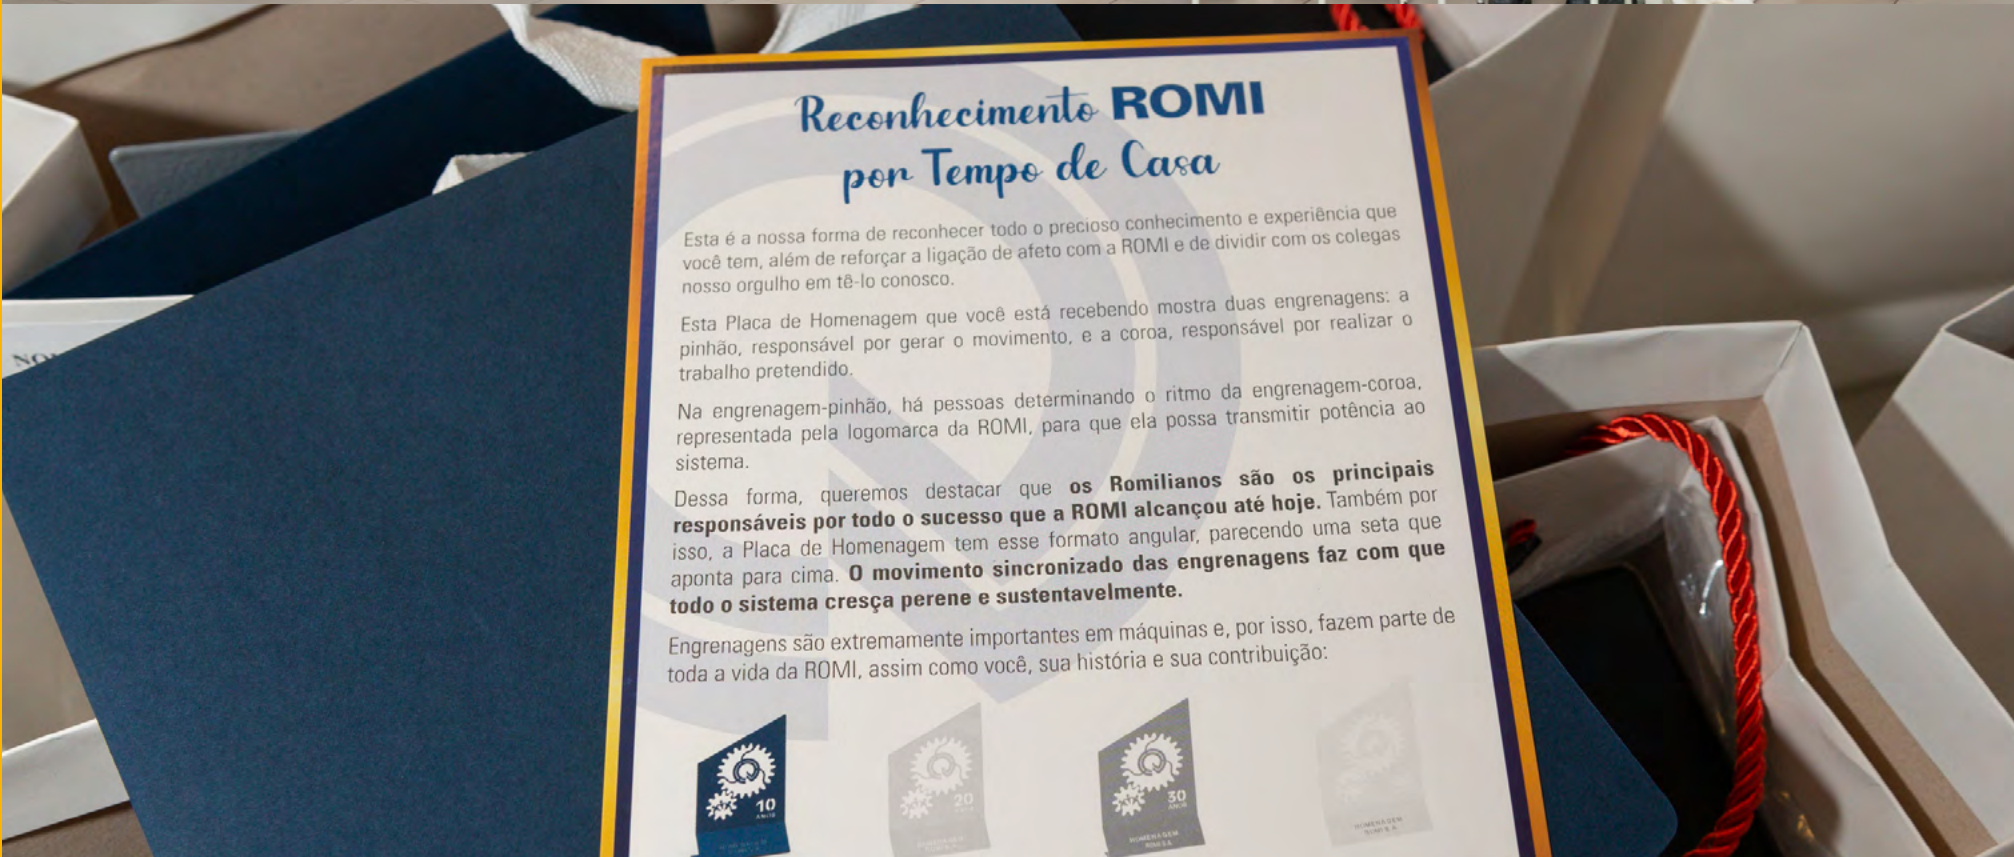 Reconhecimento ROMI
por Tempo de Casa
Esta é a nossa forma de reconhecer todo o precioso conhecimento e experiência que
você tem, além de reforçar a ligação de afeto com a ROMI e de dividir com os colegas
nosso orgulho em tê-lo conosco.
Esta Placa de Homenagem que você está recebendo mostra duas engrenagens: a
pinhão, responsável por gerar o movimento, e a coroa, responsável por realizar o
trabalho pretendido.
Na engrenagem-pinhão, há pessoas determinando o ritmo da engrenagem-coroa,
representada pela logomarca da ROMI, para que ela possa transmitir potência ao
sistema.
Dessa forma, queremos destacar que os Romilianos são os principais
responsáveis por todo o sucesso que a ROMI alcançou até hoje. Também por
isso, a Placa de Homenagem tem esse formato angular, parecendo uma seta que
aponta para cima. O movimento sincronizado das engrenagens faz com que
todo o sistema cresça perene e sustentavelmente.
Engrenagens são extremamente importantes em máquinas e, por isso, fazem parte de
toda a vida da ROMI, assim como você, sua história e sua contribuição:
10
ANOS
20
ANOS
30
ANOS
HOMENAGEM
ROMI S.A.
HOMENAGEM
ROMI S.A.